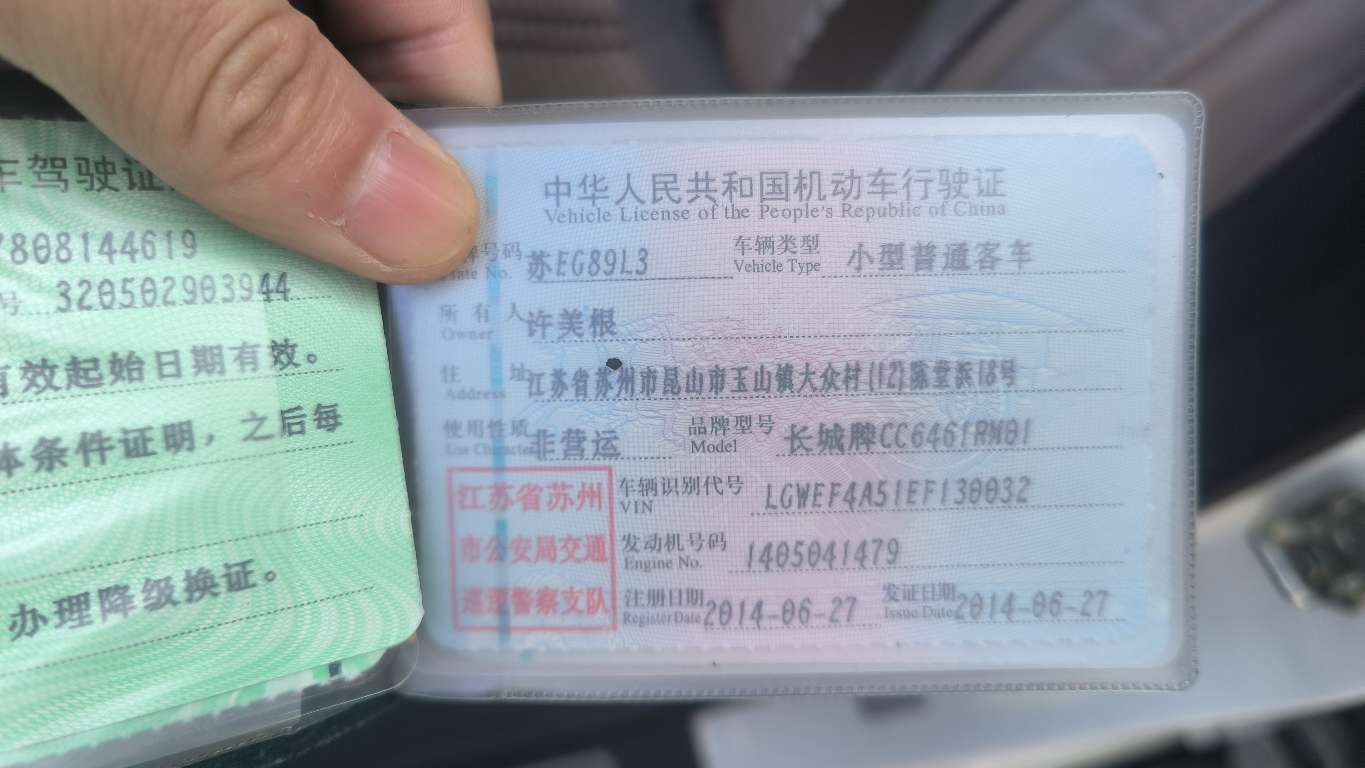 车驾驶证
7808144619
号 320502903944
有效起始日期有效。
体条件证明，之后每
办理降级换证。
中华人民共和国机动车行驶证
Vehicle License of the People's Republic of China
号码 苏EG89L3 车辆类型 小型普通客车
No. Vehicle Type
所有人 许美根
Owner
住址 江苏省苏州市昆山市玉山镇大众村(12)陈堂浜18号
Address
使用性质 非营运 品牌型号 长城牌CC6461RM01
Use Character Model
江苏省苏州
市公安局交通
巡逻警察支队
车辆识别代号 LGWEF4A51EF130032
VIN
发动机号码 1405041479
Engine No.
注册日期 2014-06-27 发证日期 2014-06-27
Register Date Issue Date